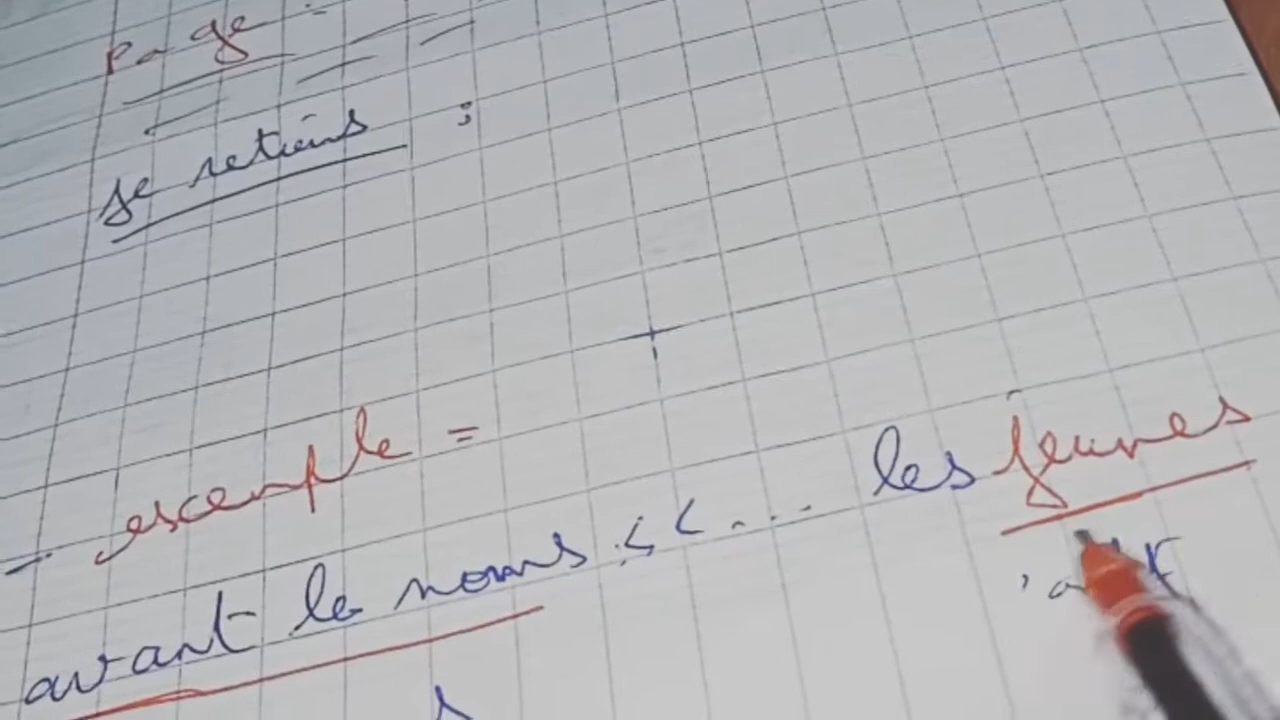 Page :
Je retiens :
- exemple =
avant le noms << ... les jeunes